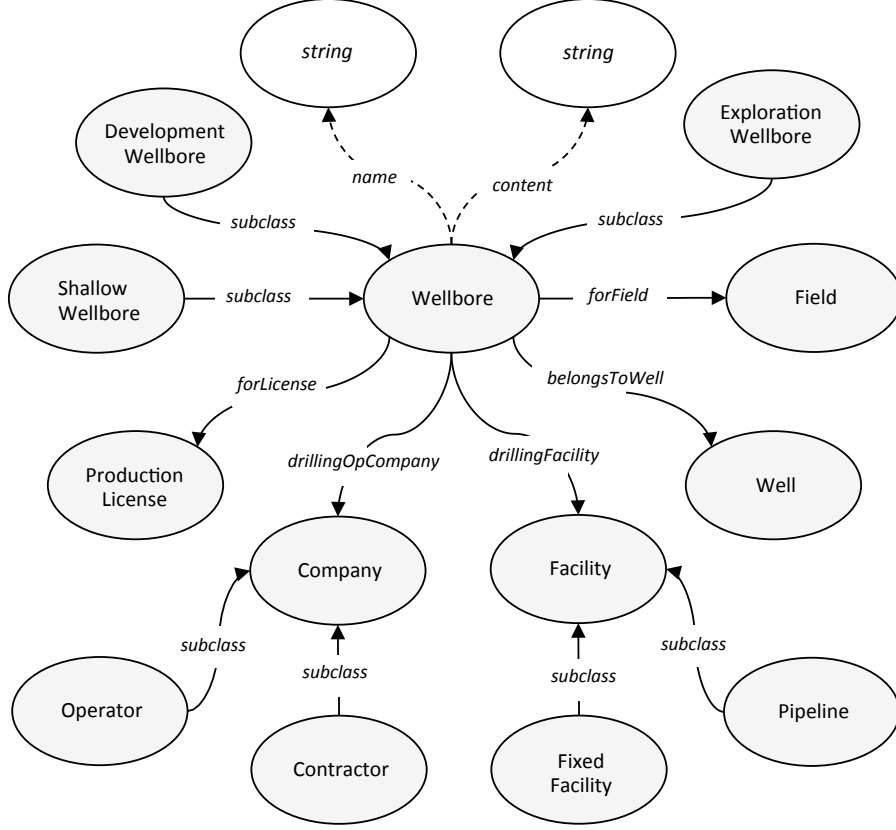 string
string
Development
Wellbore
Exploration
Wellbore
name
content
subclass
subclass
Shallow
Wellbore
subclass
Wellbore
forField
Field
forLicense
belongsToWell
drillingOpCompany
drillingFacility
Production
License
Well
Company
Facility
subclass
subclass
subclass
subclass
Operator
Pipeline
Contractor
Fixed
Facility